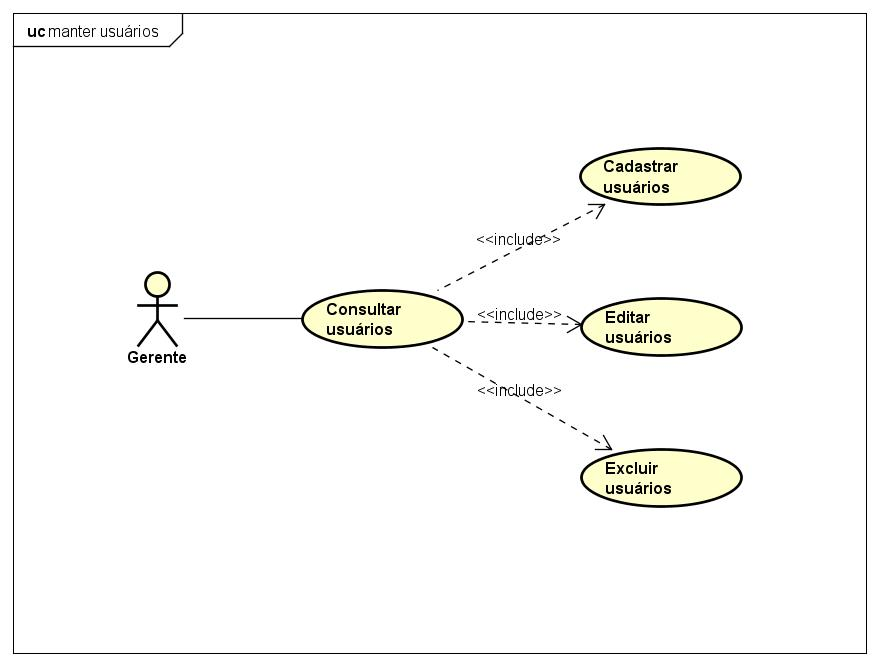 uc manter usuários
Cadastrar
usuários
<<include>>
Consultar
usuários
<<include>>
Editar
usuários
Gerente
<<include>>
Excluir
usuários